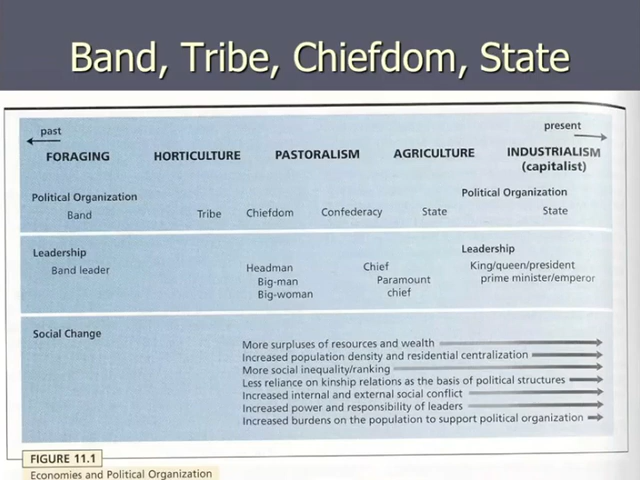 Band, Tribe, Chiefdom, State
past present
FORAGING HORTICULTURE PASTORALISM AGRICULTURE INDUSTRIALISM
(capitalist)
Political Organization Political Organization
Band Tribe Chiefdom Confederacy State State
Leadership Leadership
Band leader Headman Chief King/queen/president
Big-man Paramount prime minister/emperor
Big-woman chief
Social Change
More surpluses of resources and wealth
Increased population density and residential centralization
More social inequality/ranking
Less reliance on kinship relations as the basis of political structures
Increased internal and external social conflict
Increased power and responsibility of leaders
Increased burdens on the population to support political organization
FIGURE 11.1
Economies and Political Organization